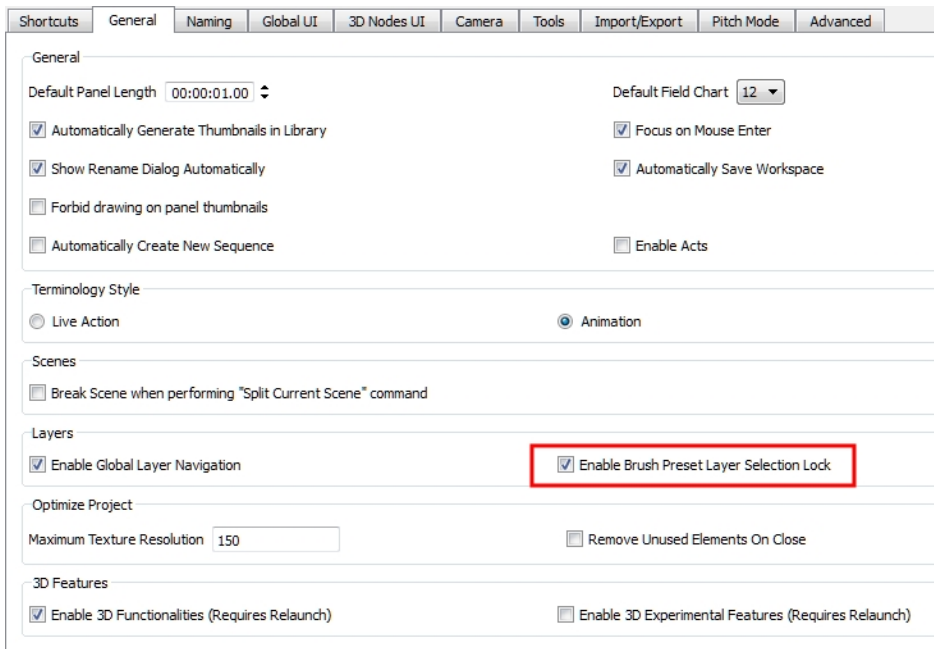 Shortcuts General Naming Global UI 3D Nodes UI Camera Tools Import/Export Pitch Mode Advanced
General
Default Panel Length 00:00:01.00 Default Field Chart 12
Automatically Generate Thumbnails in Library Focus on Mouse Enter
Show Rename Dialog Automatically Automatically Save Workspace
Forbid drawing on panel thumbnails
Automatically Create New Sequence Enable Acts
Terminology Style
Live Action Animation
Scenes
Break Scene when performing "Split Current Scene" command
Layers
Enable Global Layer Navigation Enable Brush Preset Layer Selection Lock
Optimize Project
Maximum Texture Resolution 150 Remove Unused Elements On Close
3D Features
Enable 3D Functionalities (Requires Relaunch) Enable 3D Experimental Features (Requires Relaunch)